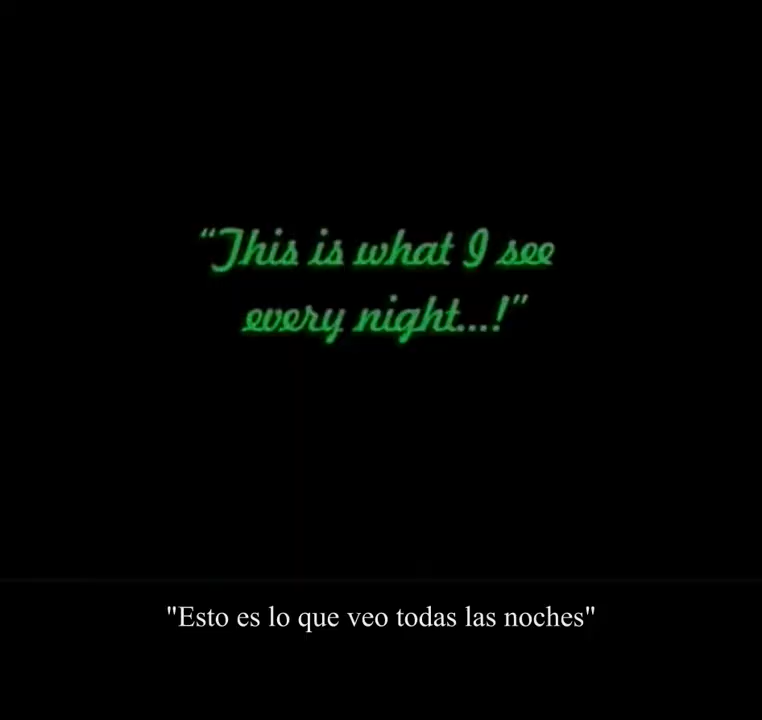 “This is what I see
every night...!”
"Esto es lo que veo todas las noches"